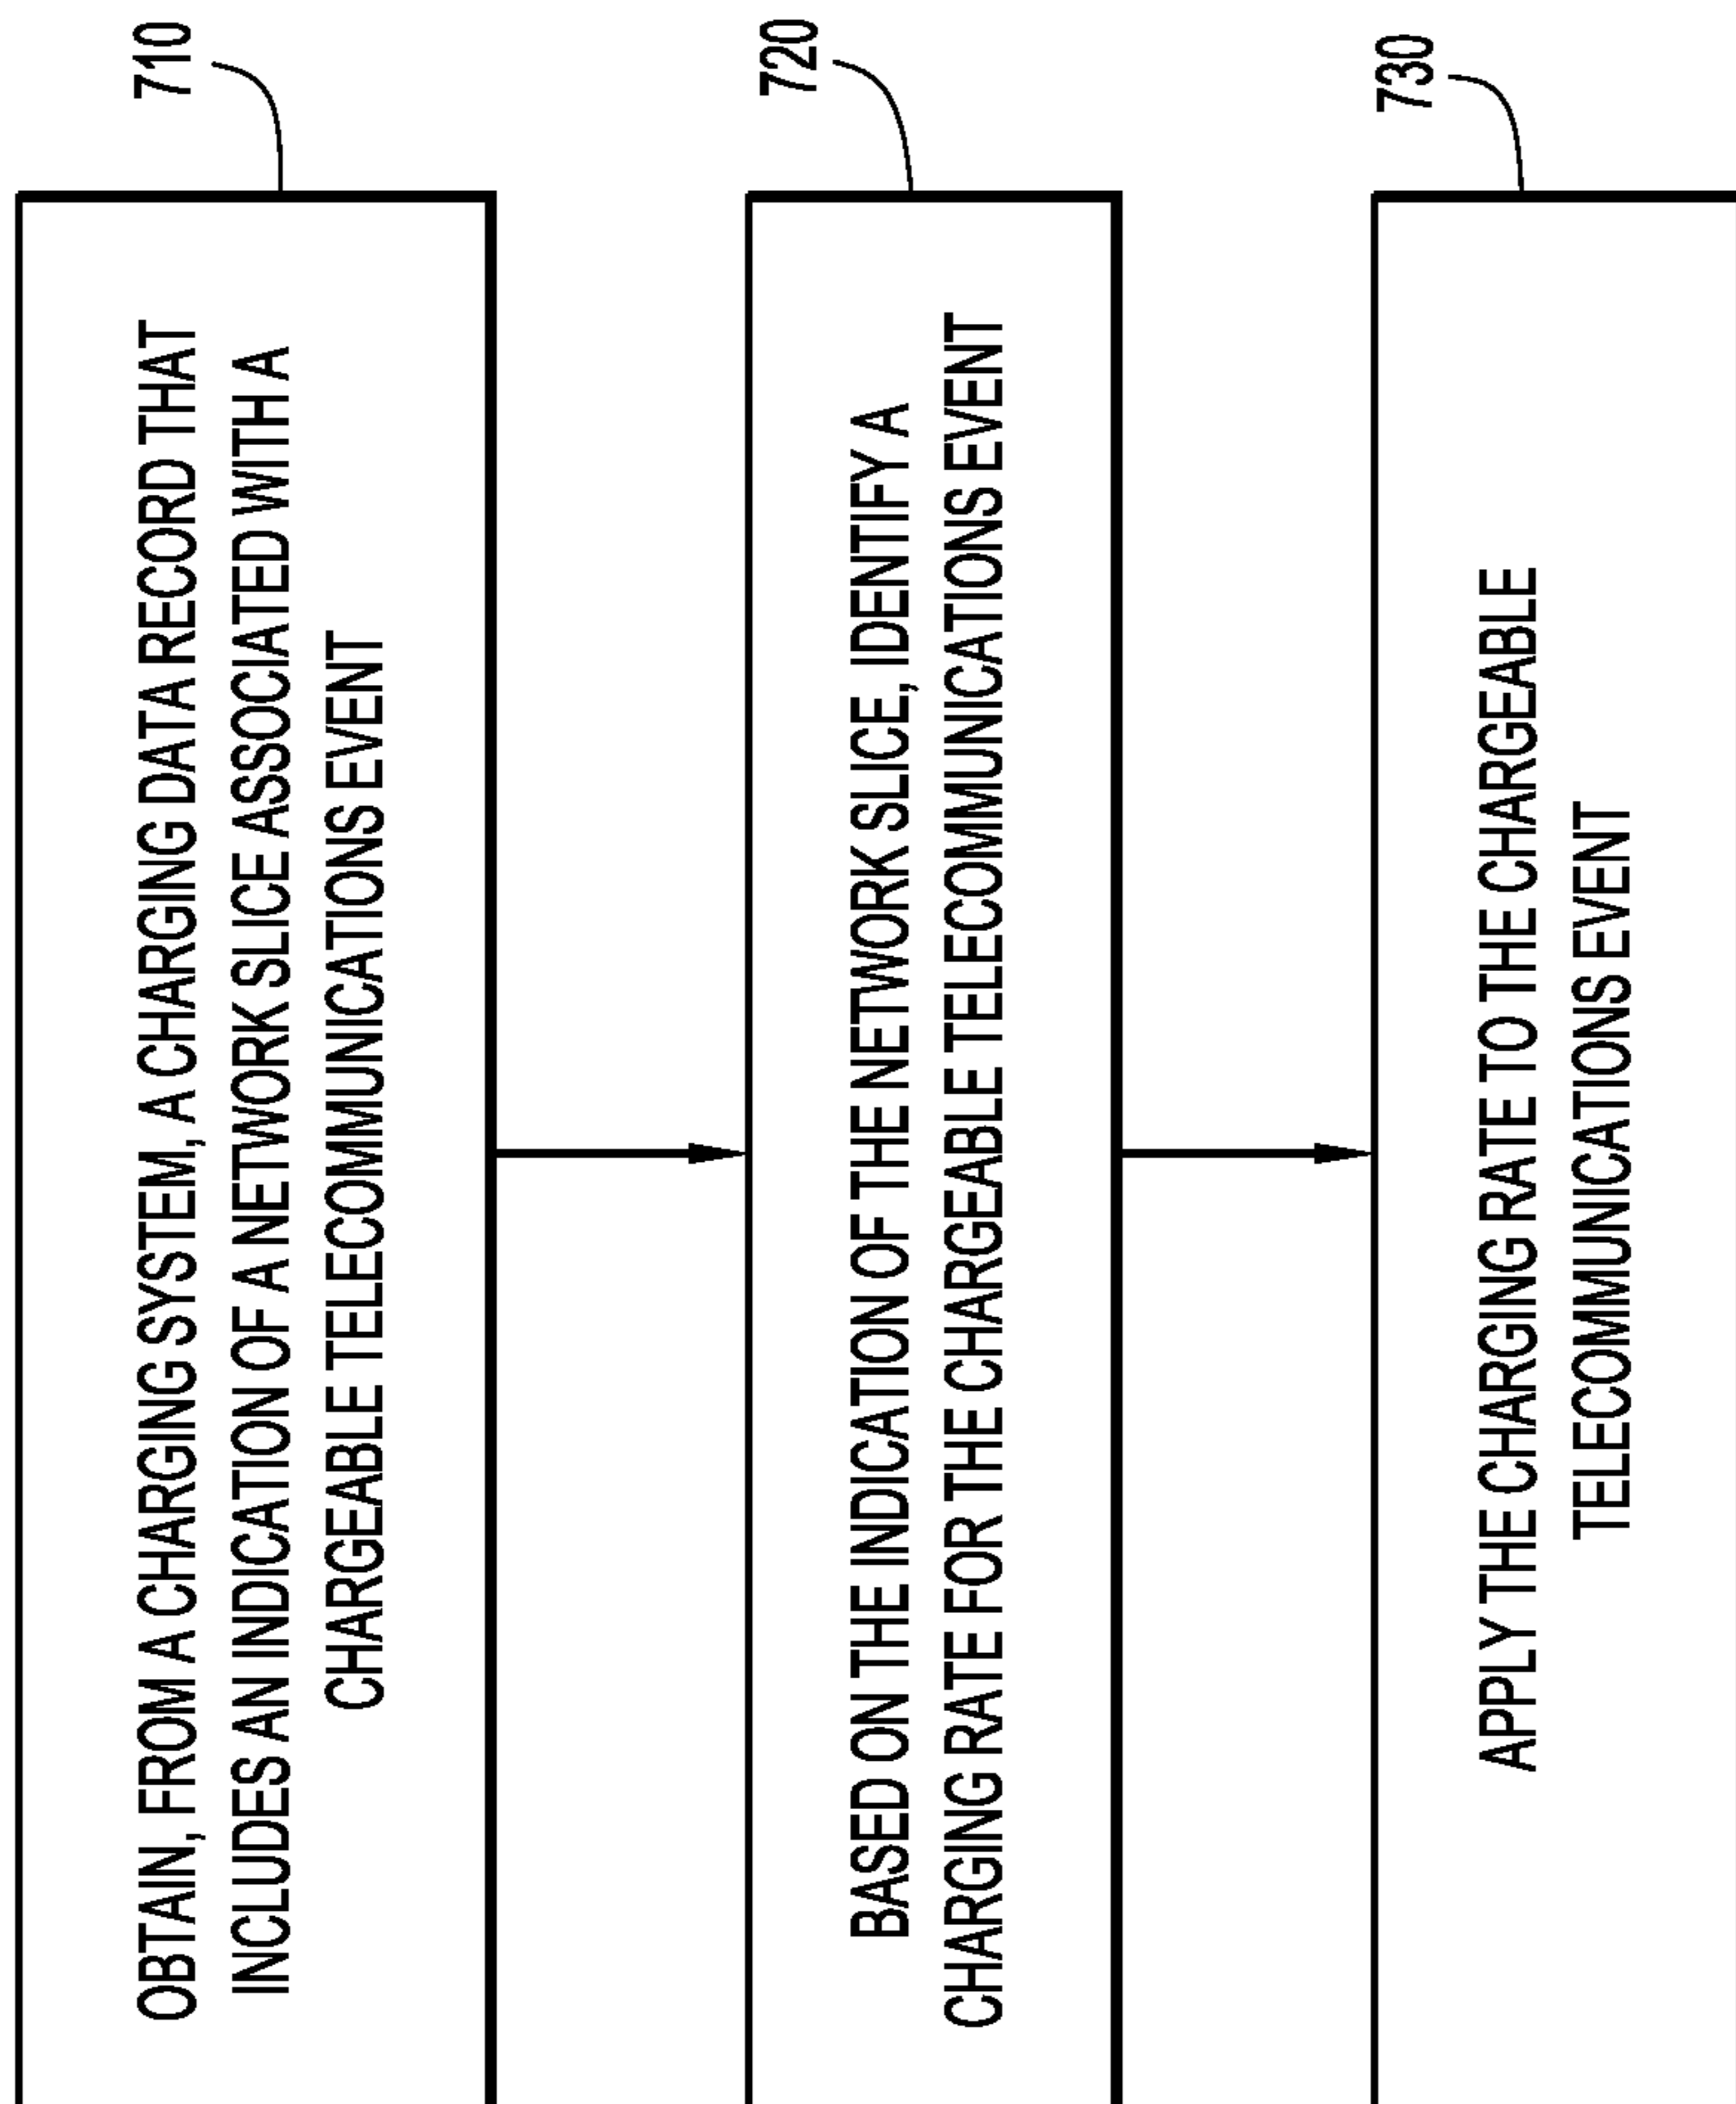 710
OBTAIN, FROM A CHARGING SYSTEM, A CHARGING DATA RECORD THAT
INCLUDES AN INDICATION OF A NETWORK SLICE ASSOCIATED WITH A
CHARGEABLE TELECOMMUNICATIONS EVENT
720
BASED ON THE INDICATION OF THE NETWORK SLICE, IDENTIFY A
CHARGING RATE FOR THE CHARGEABLE TELECOMMUNICATIONS EVENT
730
APPLY THE CHARGING RATE TO THE CHARGEABLE
TELECOMMUNICATIONS EVENT